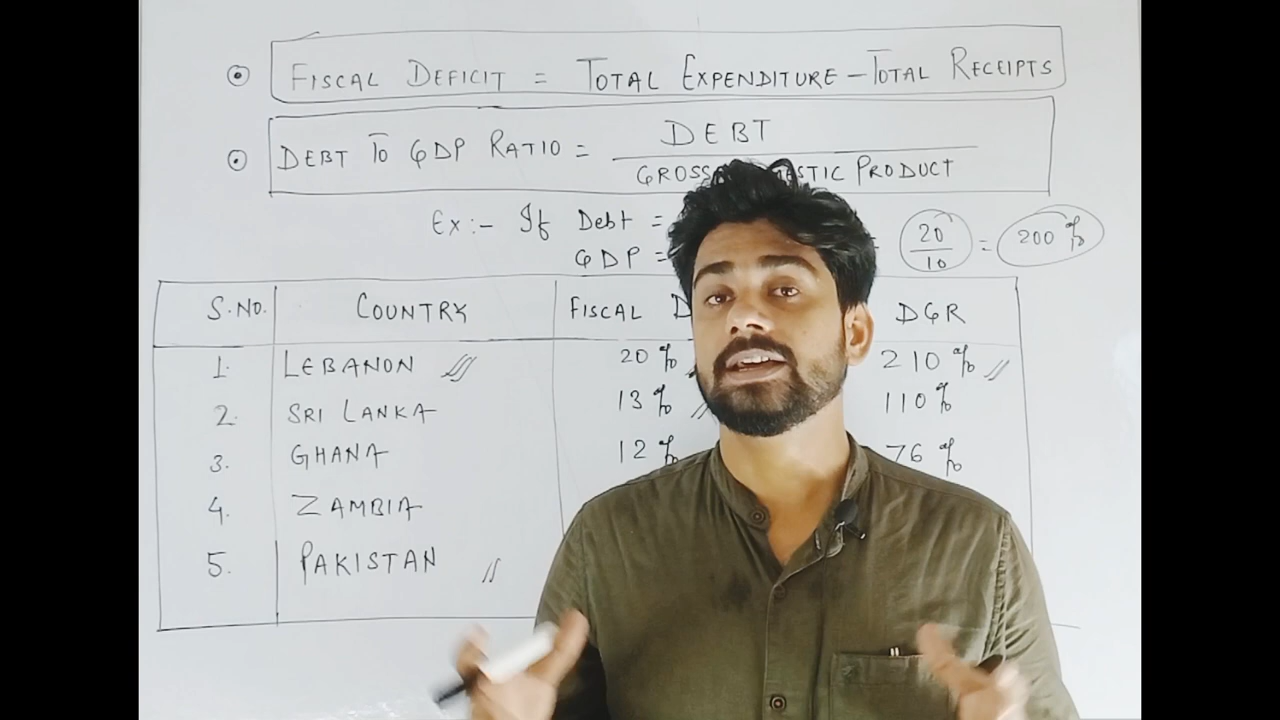 FISCAL DEFICIT = TOTAL EXPENDITURE - TOTAL RECEIPTS
DEBT TO GDP RATIO = DEBT
GROSS PRODUCT
Ex:- If Debt = 20 = 200 %
GDP = 10
S.NO. COUNTRY FISCAL DGR
1. LEBANON 20 % 210 %
2. SRI LANKA 13 % 110 %
3. GHANA 12 % 76 %
4. ZAMBIA
5. PAKISTAN